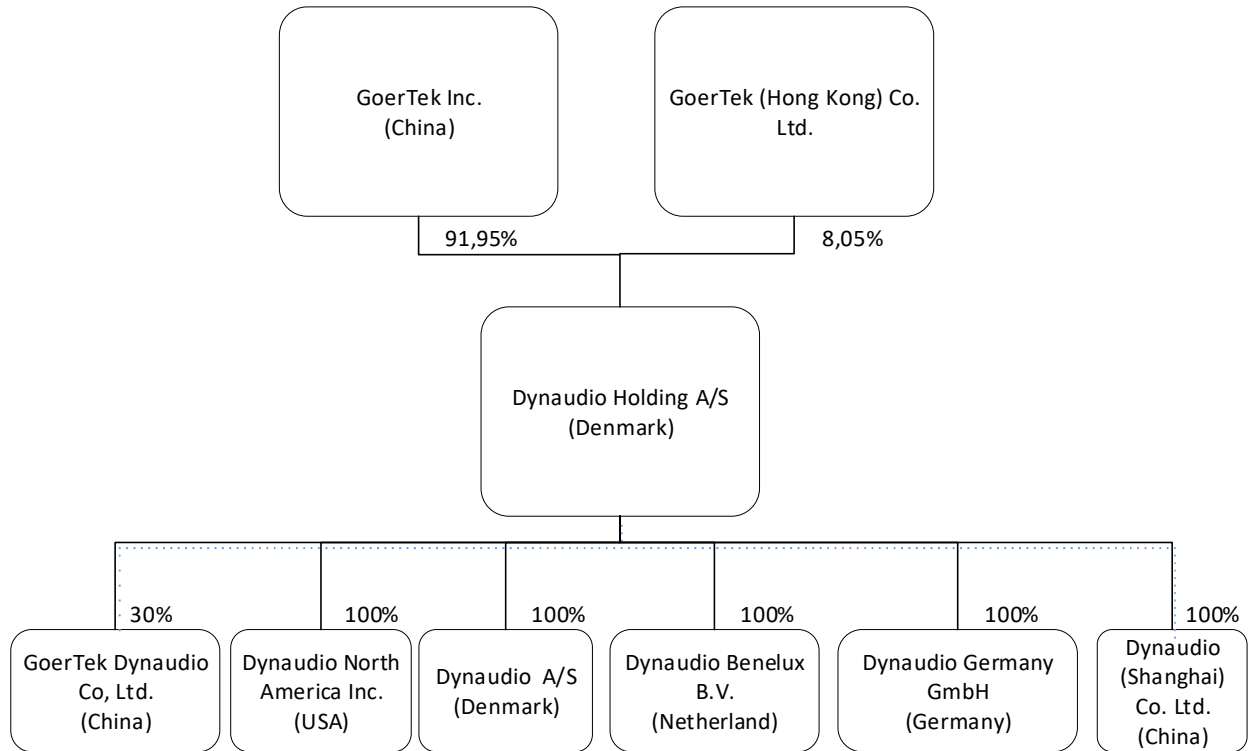 GoerTek Inc.
(China)
GoerTek (Hong Kong) Co.
Ltd.
91,95%
8,05%
Dynaudio Holding A/S
(Denmark)
30%
100%
100%
100%
100%
100%
GoerTek Dynaudio
Co, Ltd.
(China)
Dynaudio North
America Inc.
(USA)
Dynaudio A/S
(Denmark)
Dynaudio Benelux
B.V.
(Netherland)
Dynaudio Germany
GmbH
(Germany)
Dynaudio
(Shanghai)
Co. Ltd.
(China)